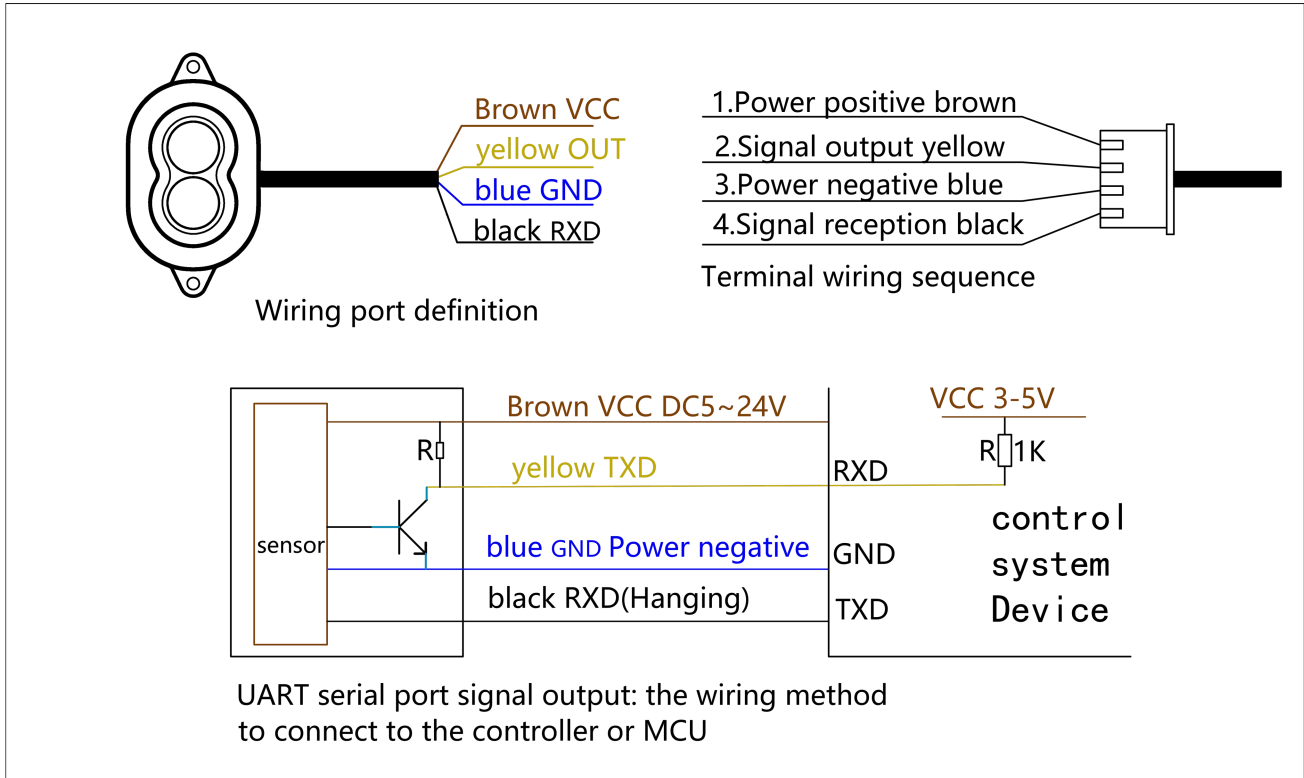 Brown VCC
yellow OUT
blue GND
black RXD
Wiring port definition
1.Power positive brown
2.Signal output yellow
3.Power negative blue
4.Signal reception black
Terminal wiring sequence
Brown VCC DC5~24V
VCC 3-5V
R
R 1K
yellow TXD
RXD
sensor
blue GND Power negative
GND
black RXD(Hanging)
TXD
control
system
Device
UART serial port signal output: the wiring method
to connect to the controller or MCU